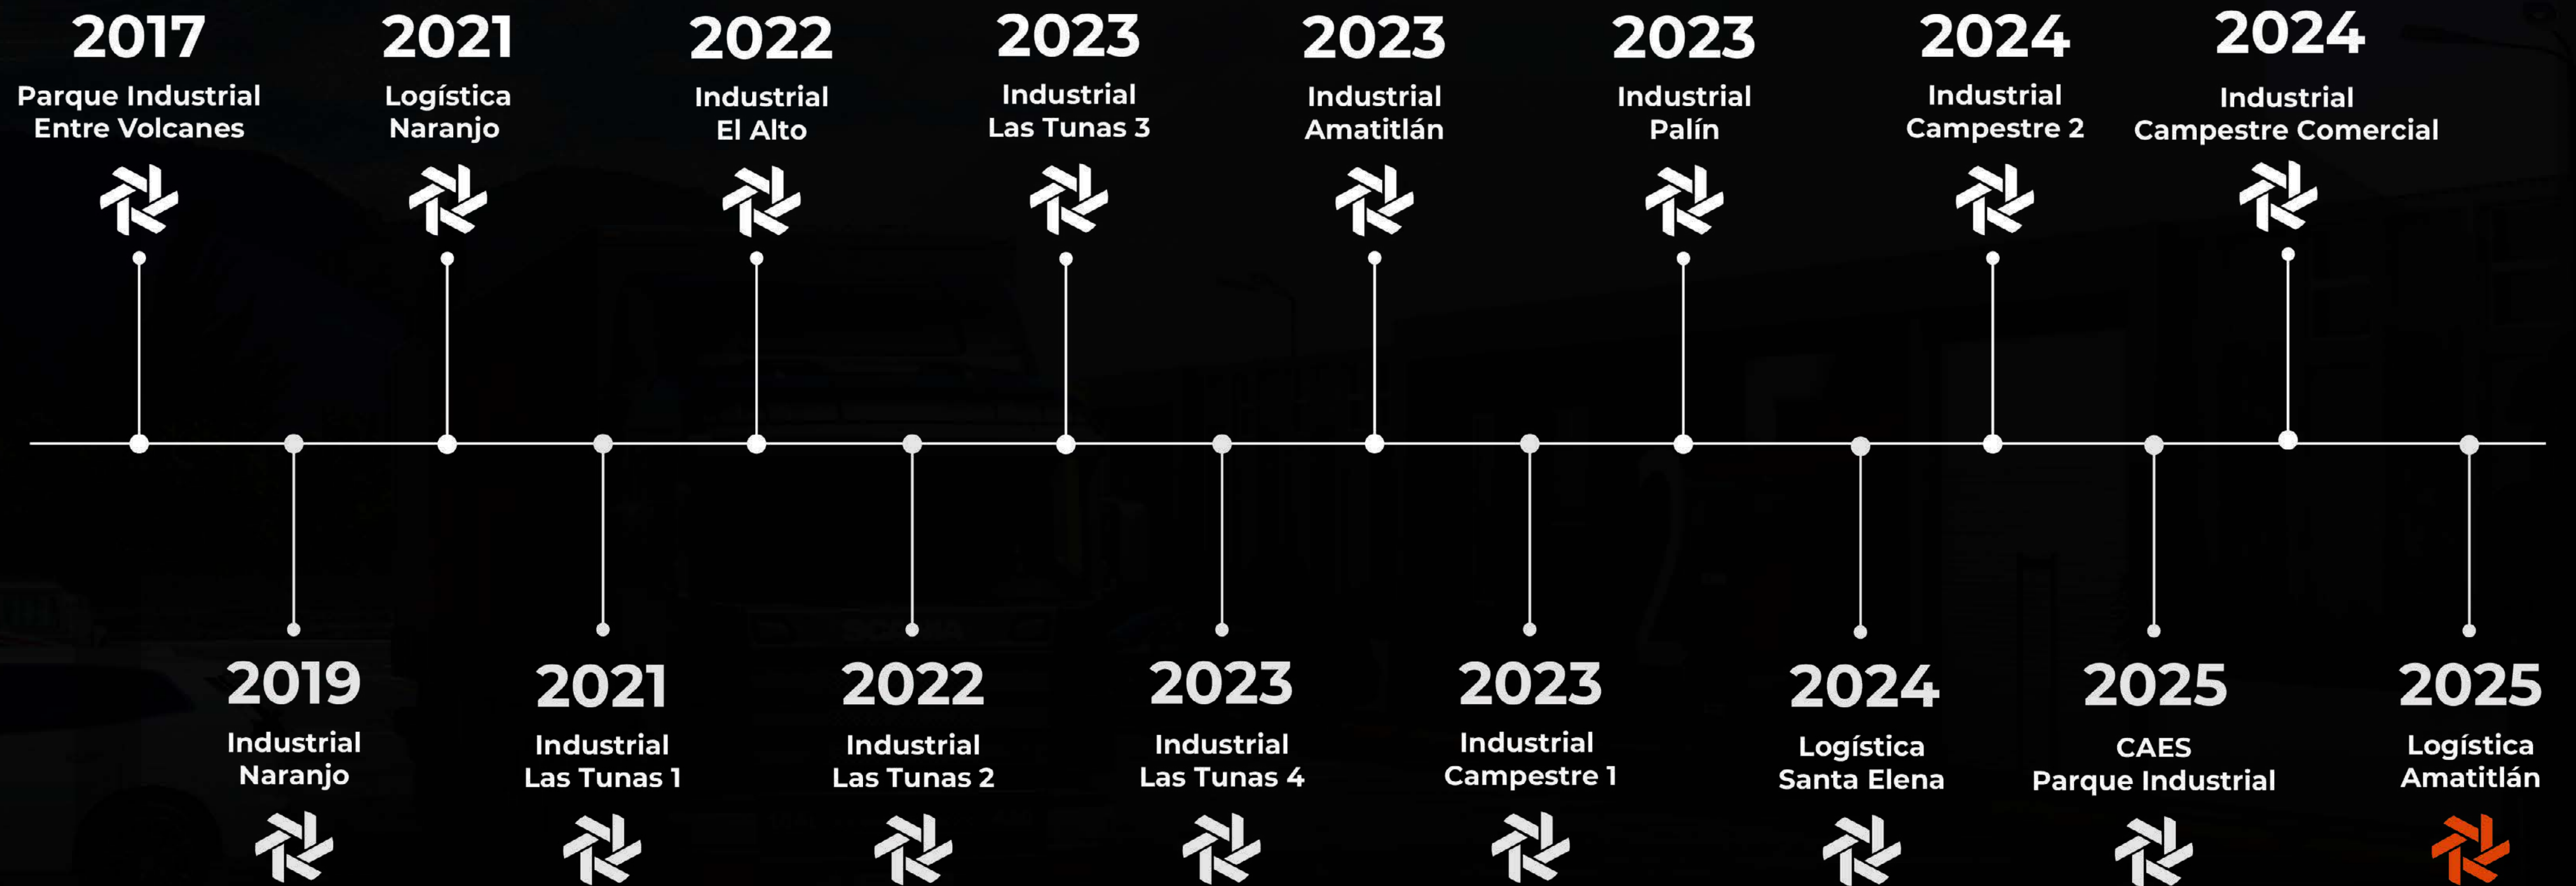 2017
Parque Industrial
Entre Volcanes
2021
Logística
Naranjo
2022
Industrial
El Alto
2023
Industrial
Las Tunas 3
2023
Industrial
Amatitlán
2023
Industrial
Palín
2024
Industrial
Campestre 2
2024
Industrial
Campestre Comercial
SCANIA
2019
Industrial
Naranjo
2021
Industrial
Las Tunas 1
2022
Industrial
Las Tunas 2
2023
Industrial
Las Tunas 4
2023
Industrial
Campestre 1
2024
Logística
Santa Elena
2025
CAES
Parque Industrial
2025
Logística
Amatitlán